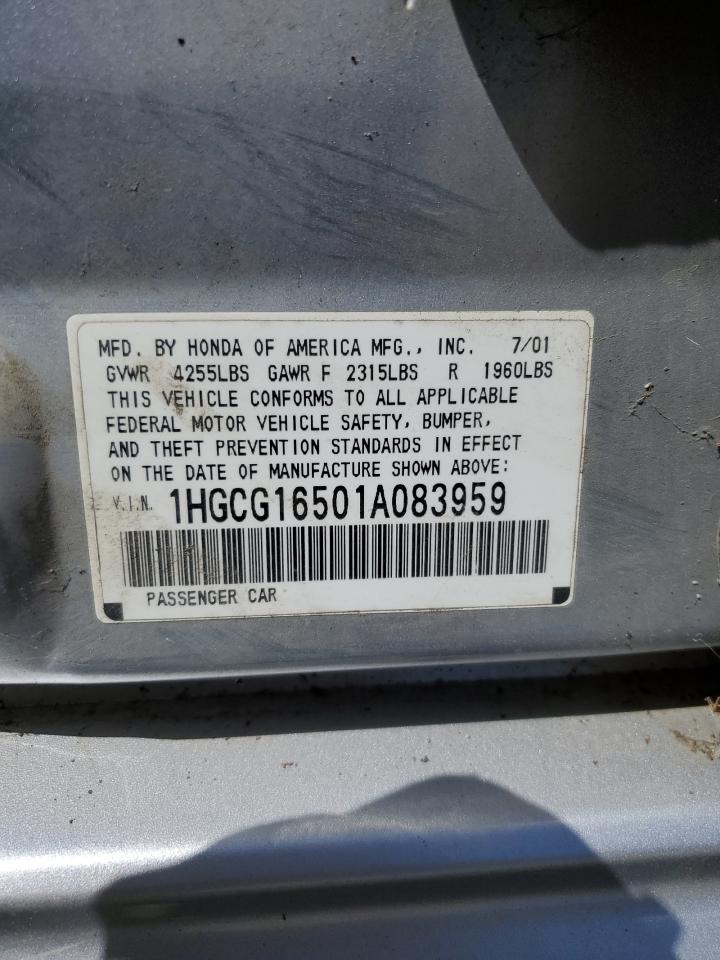 MFD. BY HONDA OF AMERICA MFG., INC. 7/01
GVWR 4255LBS GAWR F 2315LBS R 1960LBS
THIS VEHICLE CONFORMS TO ALL APPLICABLE
FEDERAL MOTOR VEHICLE SAFETY, BUMPER,
AND THEFT PREVENTION STANDARDS IN EFFECT
ON THE DATE OF MANUFACTURE SHOWN ABOVE:
V.I.N. 1HGCG16501A083959
PASSENGER CAR